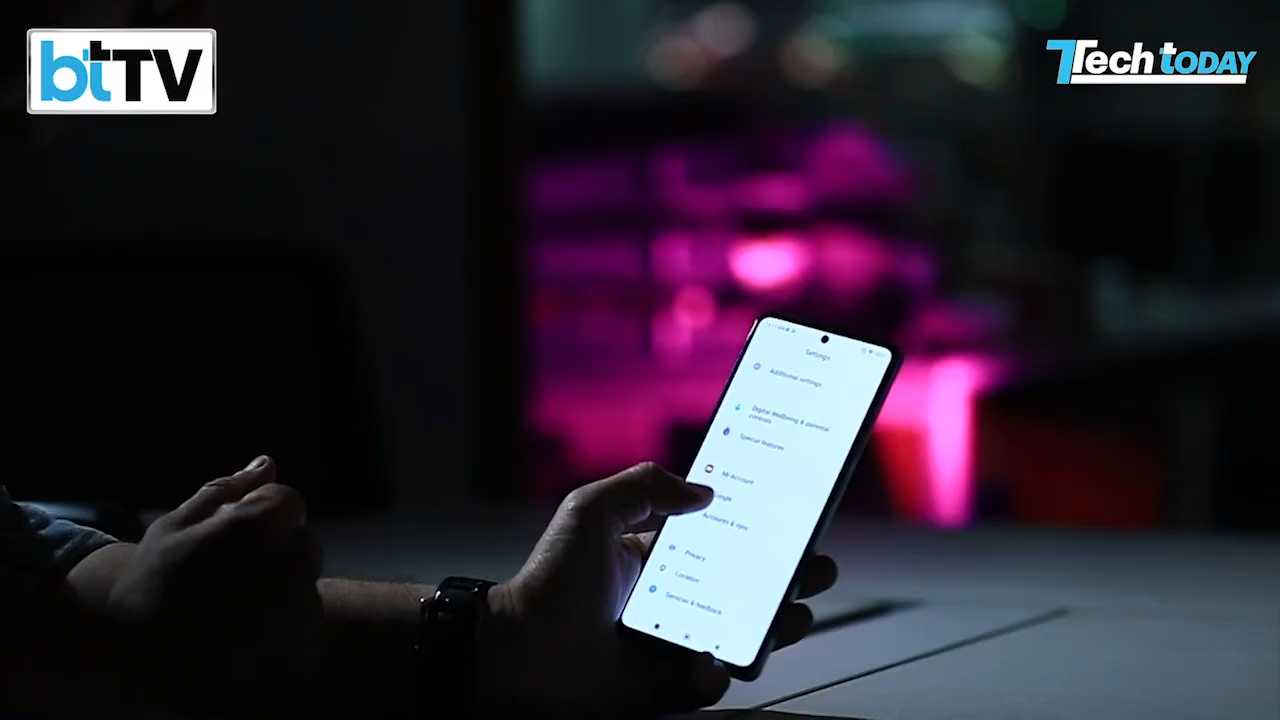 btTV
Tech today
Settings
Additional settings
Digital Wellbeing & parental
controls
Special features
Mi Account
Google
Accounts & sync
Privacy
Location
Services & feedback